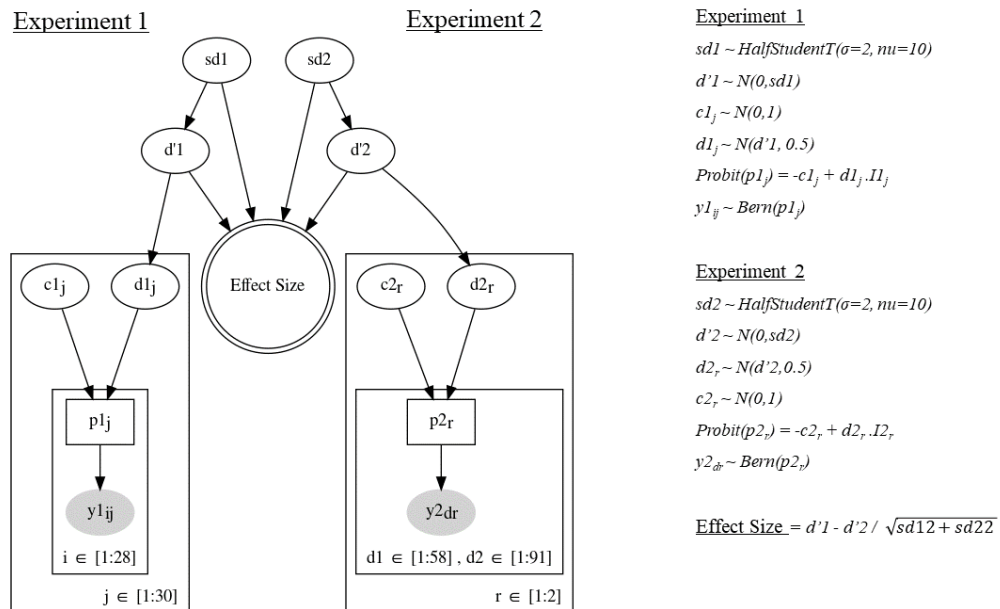 Experiment 1
Experiment 2
sd1
sd2
d'1
d'2
Effect Size
c1j
d1j
c2r
d2r
p1j
p2r
y1ij
y2dr
i ∈ [1:28]
d1 ∈ [1:58] , d2 ∈ [1:91]
j ∈ [1:30]
r ∈ [1:2]
Experiment 1
sd1 ~ HalfStudentT(σ=2, nu=10)
d'1 ~ N(0,sd1)
c1j ~ N(0,1)
d1j ~ N(d'1, 0.5)
Probit(p1j) = -c1j + d1j .I1j
y1ij ~ Bern(p1j)
Experiment 2
sd2 ~ HalfStudentT(σ=2, nu=10)
d'2 ~ N(0,sd2)
d2r ~ N(d'2,0.5)
c2r ~ N(0,1)
Probit(p2r) = -c2r + d2r .I2r
y2dr ~ Bern(p2r)
Effect Size = d'1 - d'2 / √sd12 + sd22